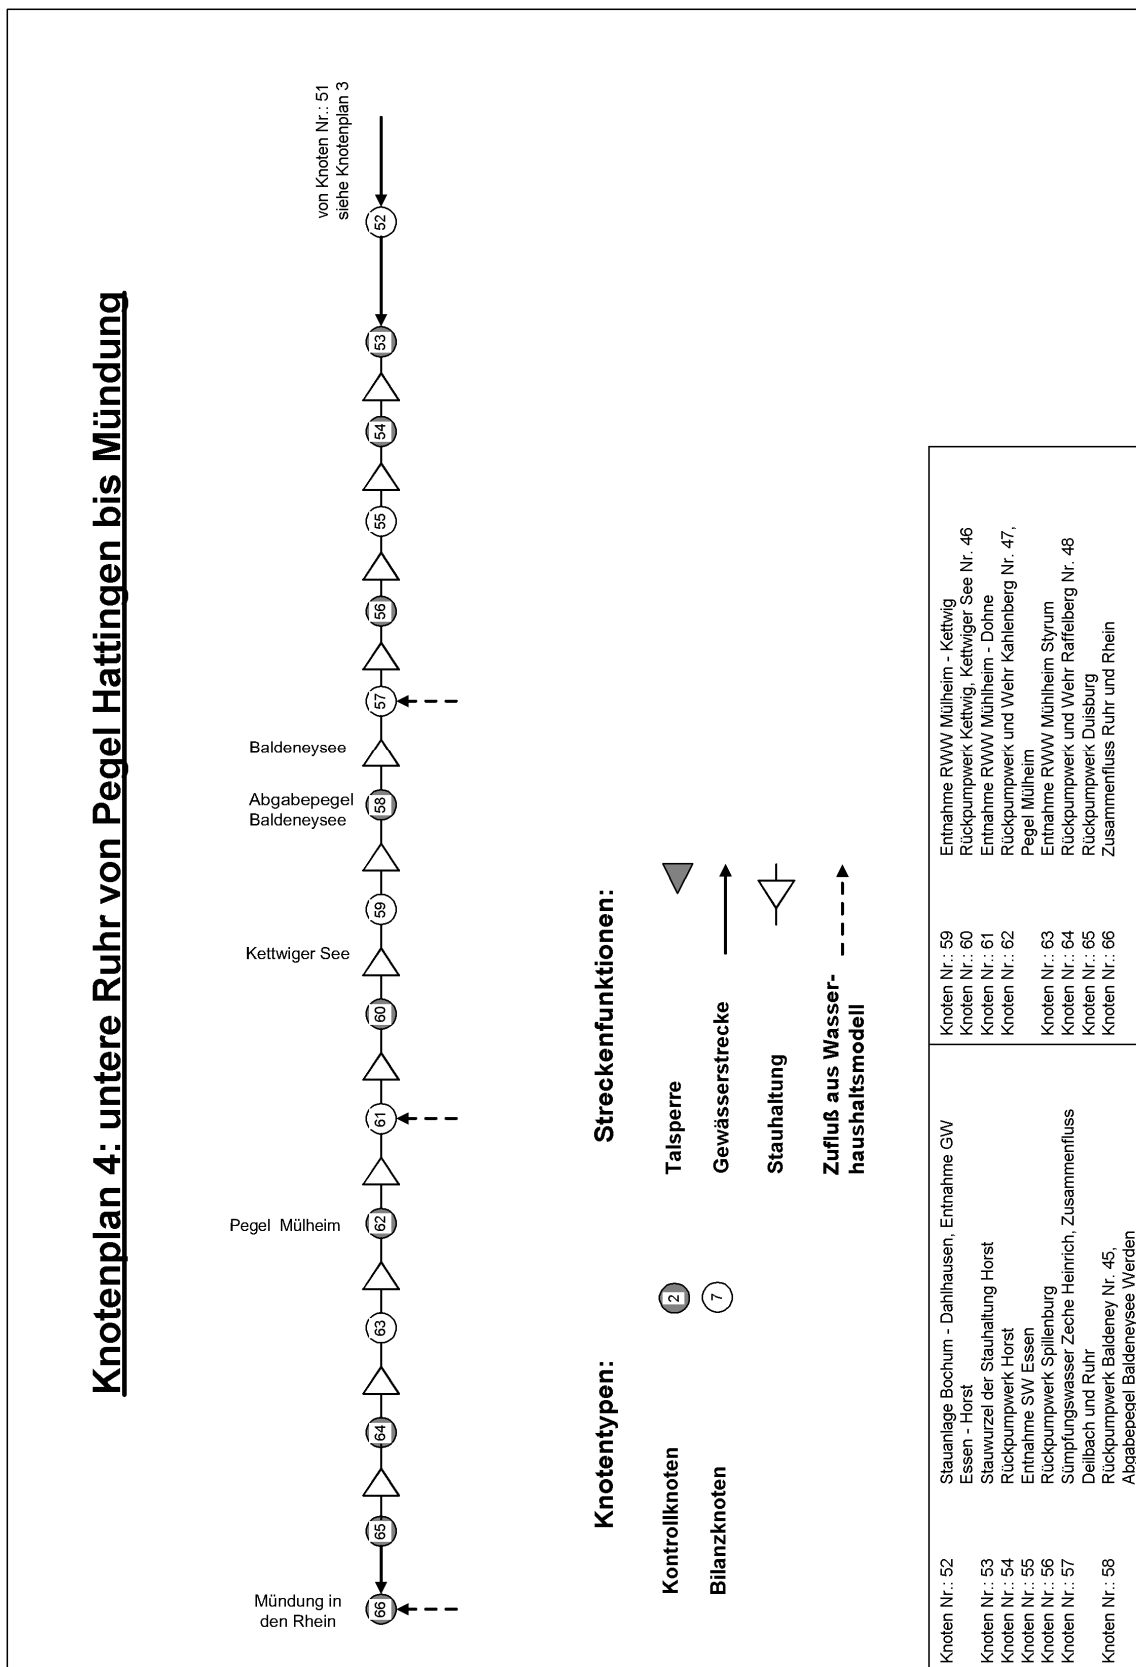 Knotenplan 4: untere Ruhr von Pegel Hattingen bis Mündung
von Knoten Nr.: 51
siehe Knotenplan 3
Mündung in
den Rhein
Pegel Mülheim
Kettwiger See
Abgabepegel
Baldeneysee
Baldeneysee
66
65
64
63
62
61
60
59
58
57
56
55
54
53
52
Knotentypen:
Kontrollknoten
2
Bilanzknoten
7
Streckenfunktionen:
Talsperre
Gewässerstrecke
Stauhaltung
Zufluß aus Wasser-
haushaltsmodell
Knoten Nr.: 52 Stauanlage Bochum - Dahlhausen, Entnahme GW
Essen - Horst
Knoten Nr.: 53 Stauwurzel der Stauhaltung Horst
Knoten Nr.: 54 Rückpumpwerk Horst
Knoten Nr.: 55 Entnahme SW Essen
Knoten Nr.: 56 Rückpumpwerk Spillenburg
Knoten Nr.: 57 Sümpfungswasser Zeche Heinrich, Zusammenfluss
Deilbach und Ruhr
Knoten Nr.: 58 Rückpumpwerk Baldeney Nr. 45,
Abgabepegel Baldeneysee Werden
Knoten Nr.: 59 Entnahme RWW Mülheim - Kettwig
Knoten Nr.: 60 Rückpumpwerk Kettwig, Kettwiger See Nr. 46
Knoten Nr.: 61 Entnahme RWW Mühlheim - Dohne
Knoten Nr.: 62 Rückpumpwerk und Wehr Kahlenberg Nr. 47,
Pegel Mülheim
Knoten Nr.: 63 Entnahme RWW Mühlheim Styrum
Knoten Nr.: 64 Rückpumpwerk und Wehr Raffelberg Nr. 48
Knoten Nr.: 65 Rückpumpwerk Duisburg
Knoten Nr.: 66 Zusammenfluss Ruhr und Rhein